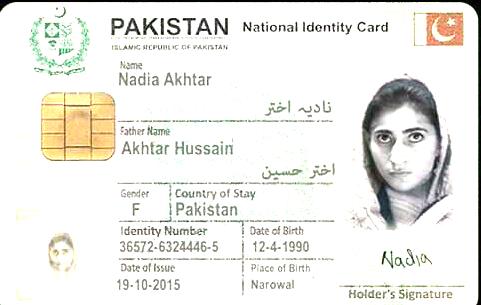 PAKISTAN National Identity Card
ISLAMIC REPUBLIC OF PAKISTAN
Name
Nadia Akhtar
نادیہ اختر
Father Name
Akhtar Hussain
اختر حسین
Gender Country of Stay
F Pakistan
Identity Number Date of Birth
36572-6324446-5 12-4-1990
Date of Issue Place of Birth
19-10-2015 Narowal
Nadia
Holder's Signature